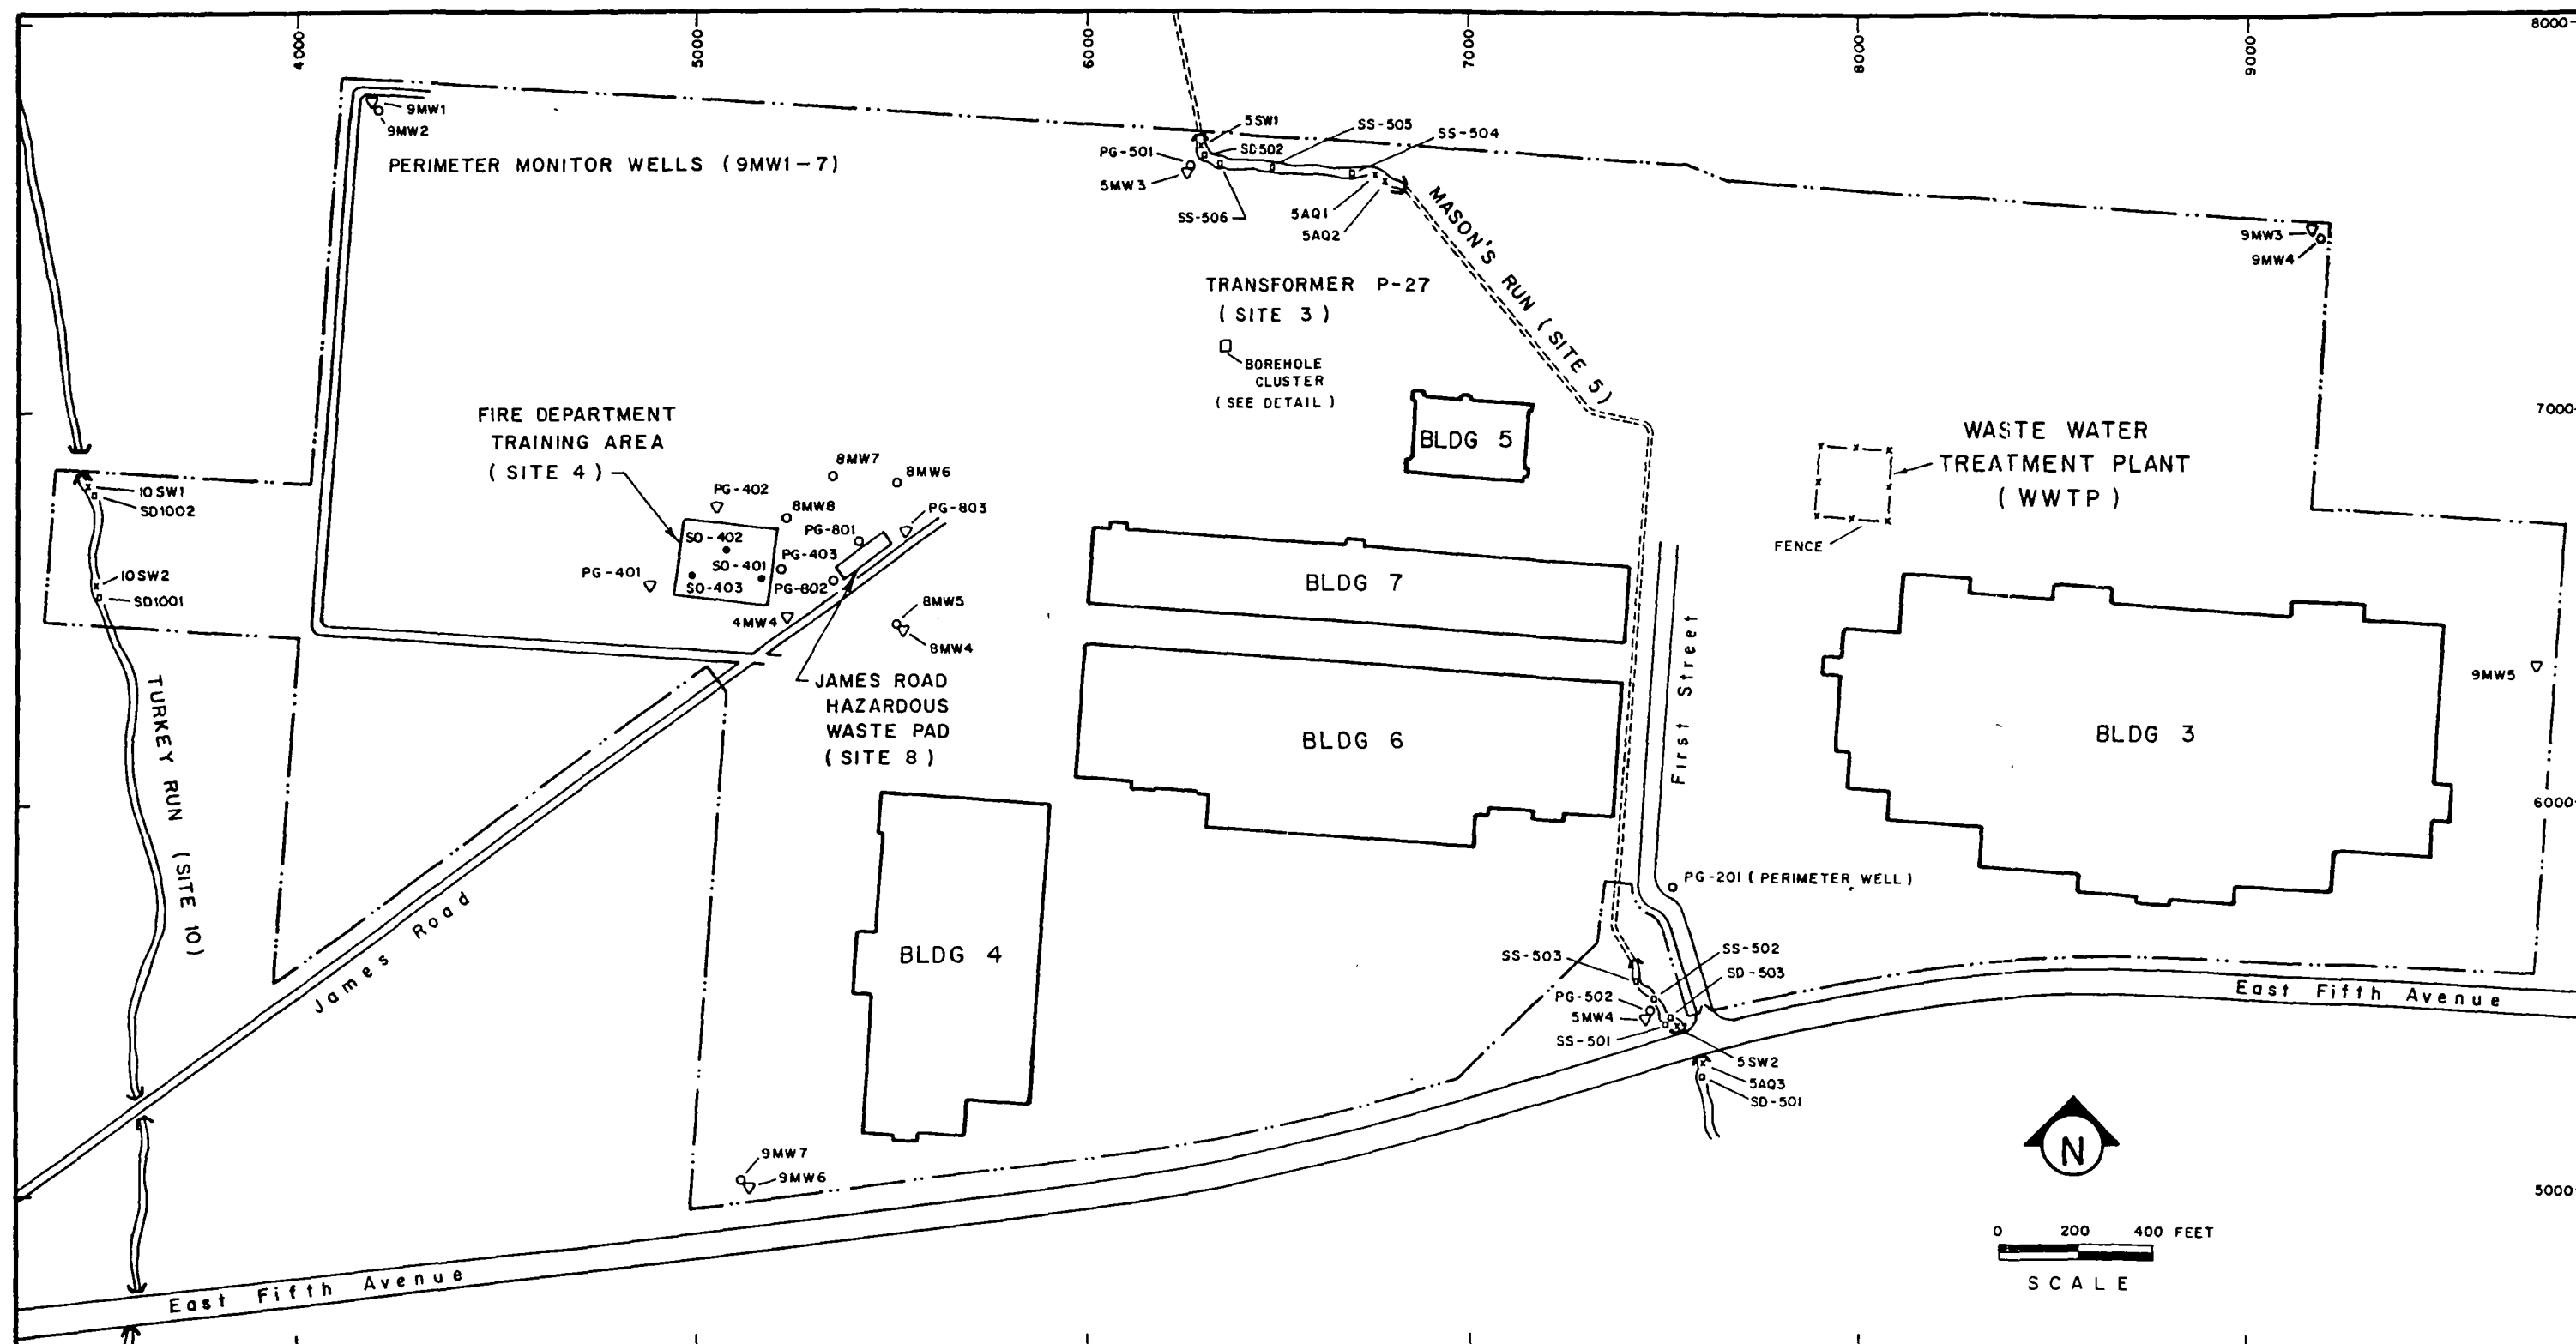 4000
5000
6000
7000
8000
9000
8000
9MW1
9MW2
PERIMETER MONITOR WELLS (9MW1-7)
5SW1
SS-505
SS-504
PG-501
SD502
5MW3
SS-506
5AQ1
5AQ2
MASON'S RUN (SITE 5)
9MW3
9MW4
TRANSFORMER P-27
(SITE 3)
BOREHOLE
CLUSTER
(SEE DETAIL)
7000
FIRE DEPARTMENT
TRAINING AREA
(SITE 4)
BLDG 5
WASTE WATER
TREATMENT PLANT
(WWTP)
FENCE
8MW7
8MW6
PG-402
8MW8
PG-803
PG-801
SO-402
PG-403
SO-401
PG-401
SO-403
PG-802
4MW4
8MW5
8MW4
10SW1
SD1002
10SW2
SD1001
BLDG 7
JAMES ROAD
HAZARDOUS
WASTE PAD
(SITE 8)
TURKEY RUN (SITE 10)
BLDG 6
First Street
BLDG 3
9MW5
6000
James Road
BLDG 4
PG-201 (PERIMETER WELL)
SS-503
SS-502
SD-503
PG-502
5MW4
SS-501
5SW2
5AQ3
SD-501
East Fifth Avenue
9MW7
9MW6
N
5000
0 200 400 FEET
SCALE
East Fifth Avenue